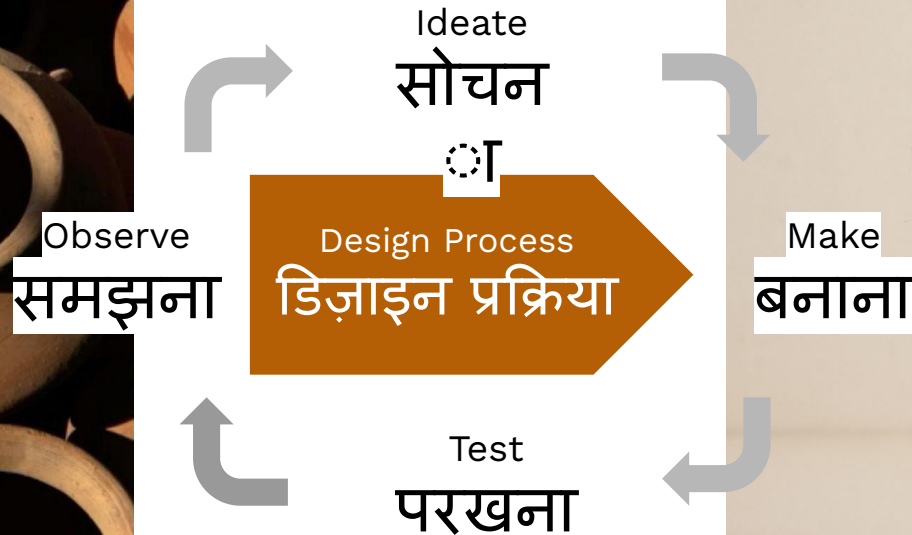 Ideate
सोचन
ा
Observe
समझना
Design Process
डिज़ाइन प्रक्रिया
Make
बनाना
Test
परखना